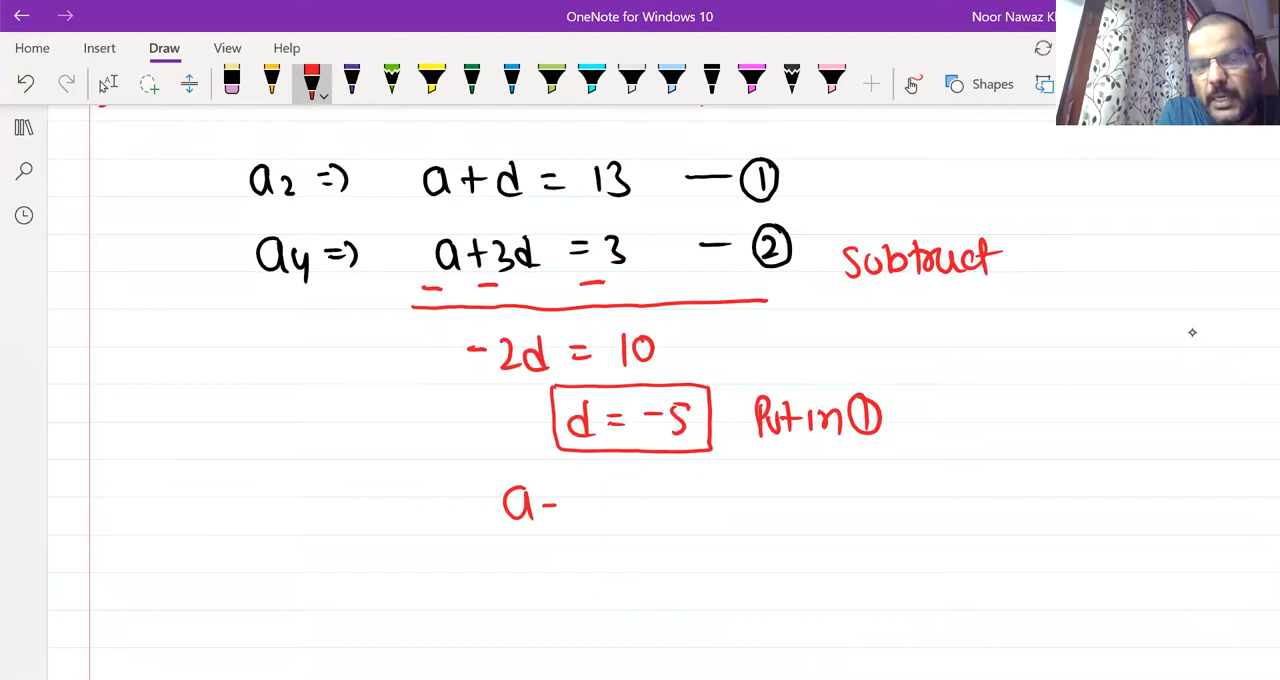 OneNote for Windows 10
Noor Nawaz Kh
Home Insert Draw View Help
Shapes
a2 => a + d = 13 — ①
a4 => a + 3d = 3 — ② Subtract
- - -
-2d = 10
d = -5 Put in ①
a -